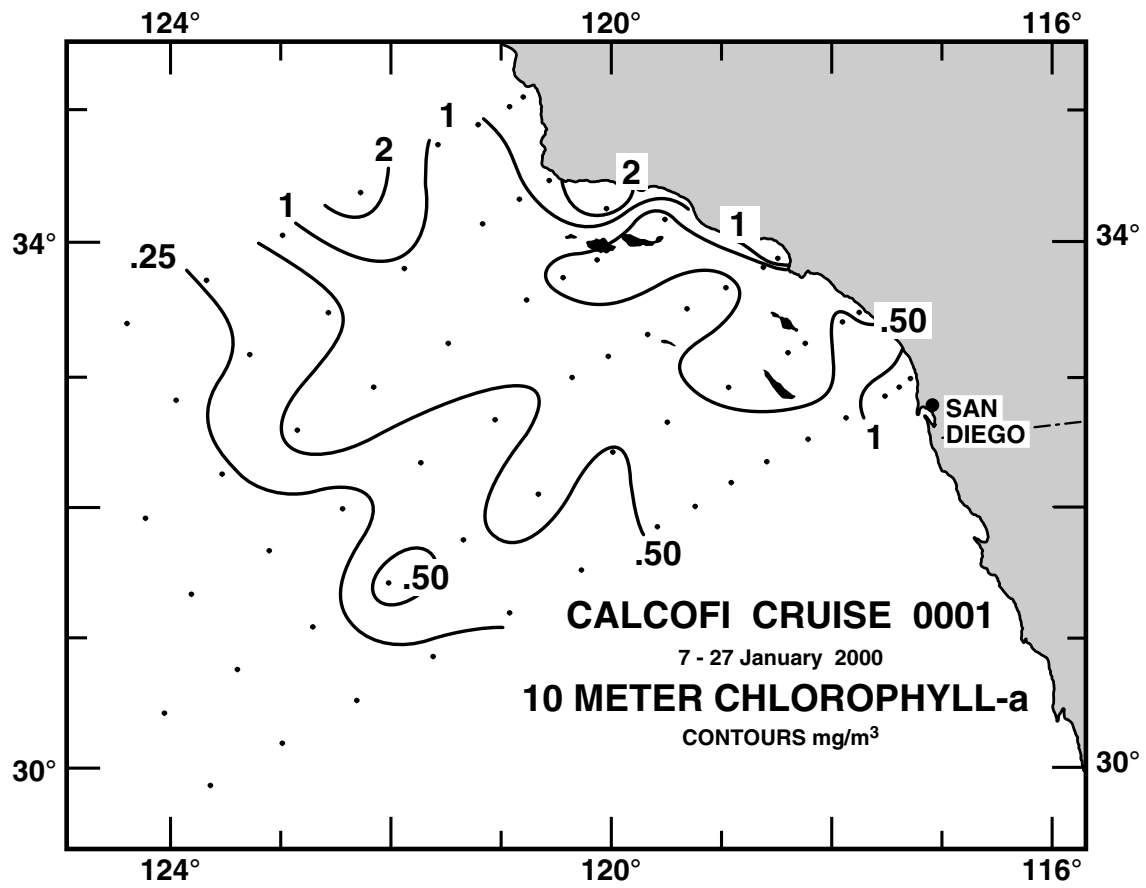 124° 120° 116°
1
2
2
1
1
34° 34°
.25
.50
SAN
DIEGO
1
.50
.50
CALCOFI CRUISE 0001
7 - 27 January 2000
10 METER CHLOROPHYLL-a
CONTOURS mg/m³
30° 30°
124° 120° 116°